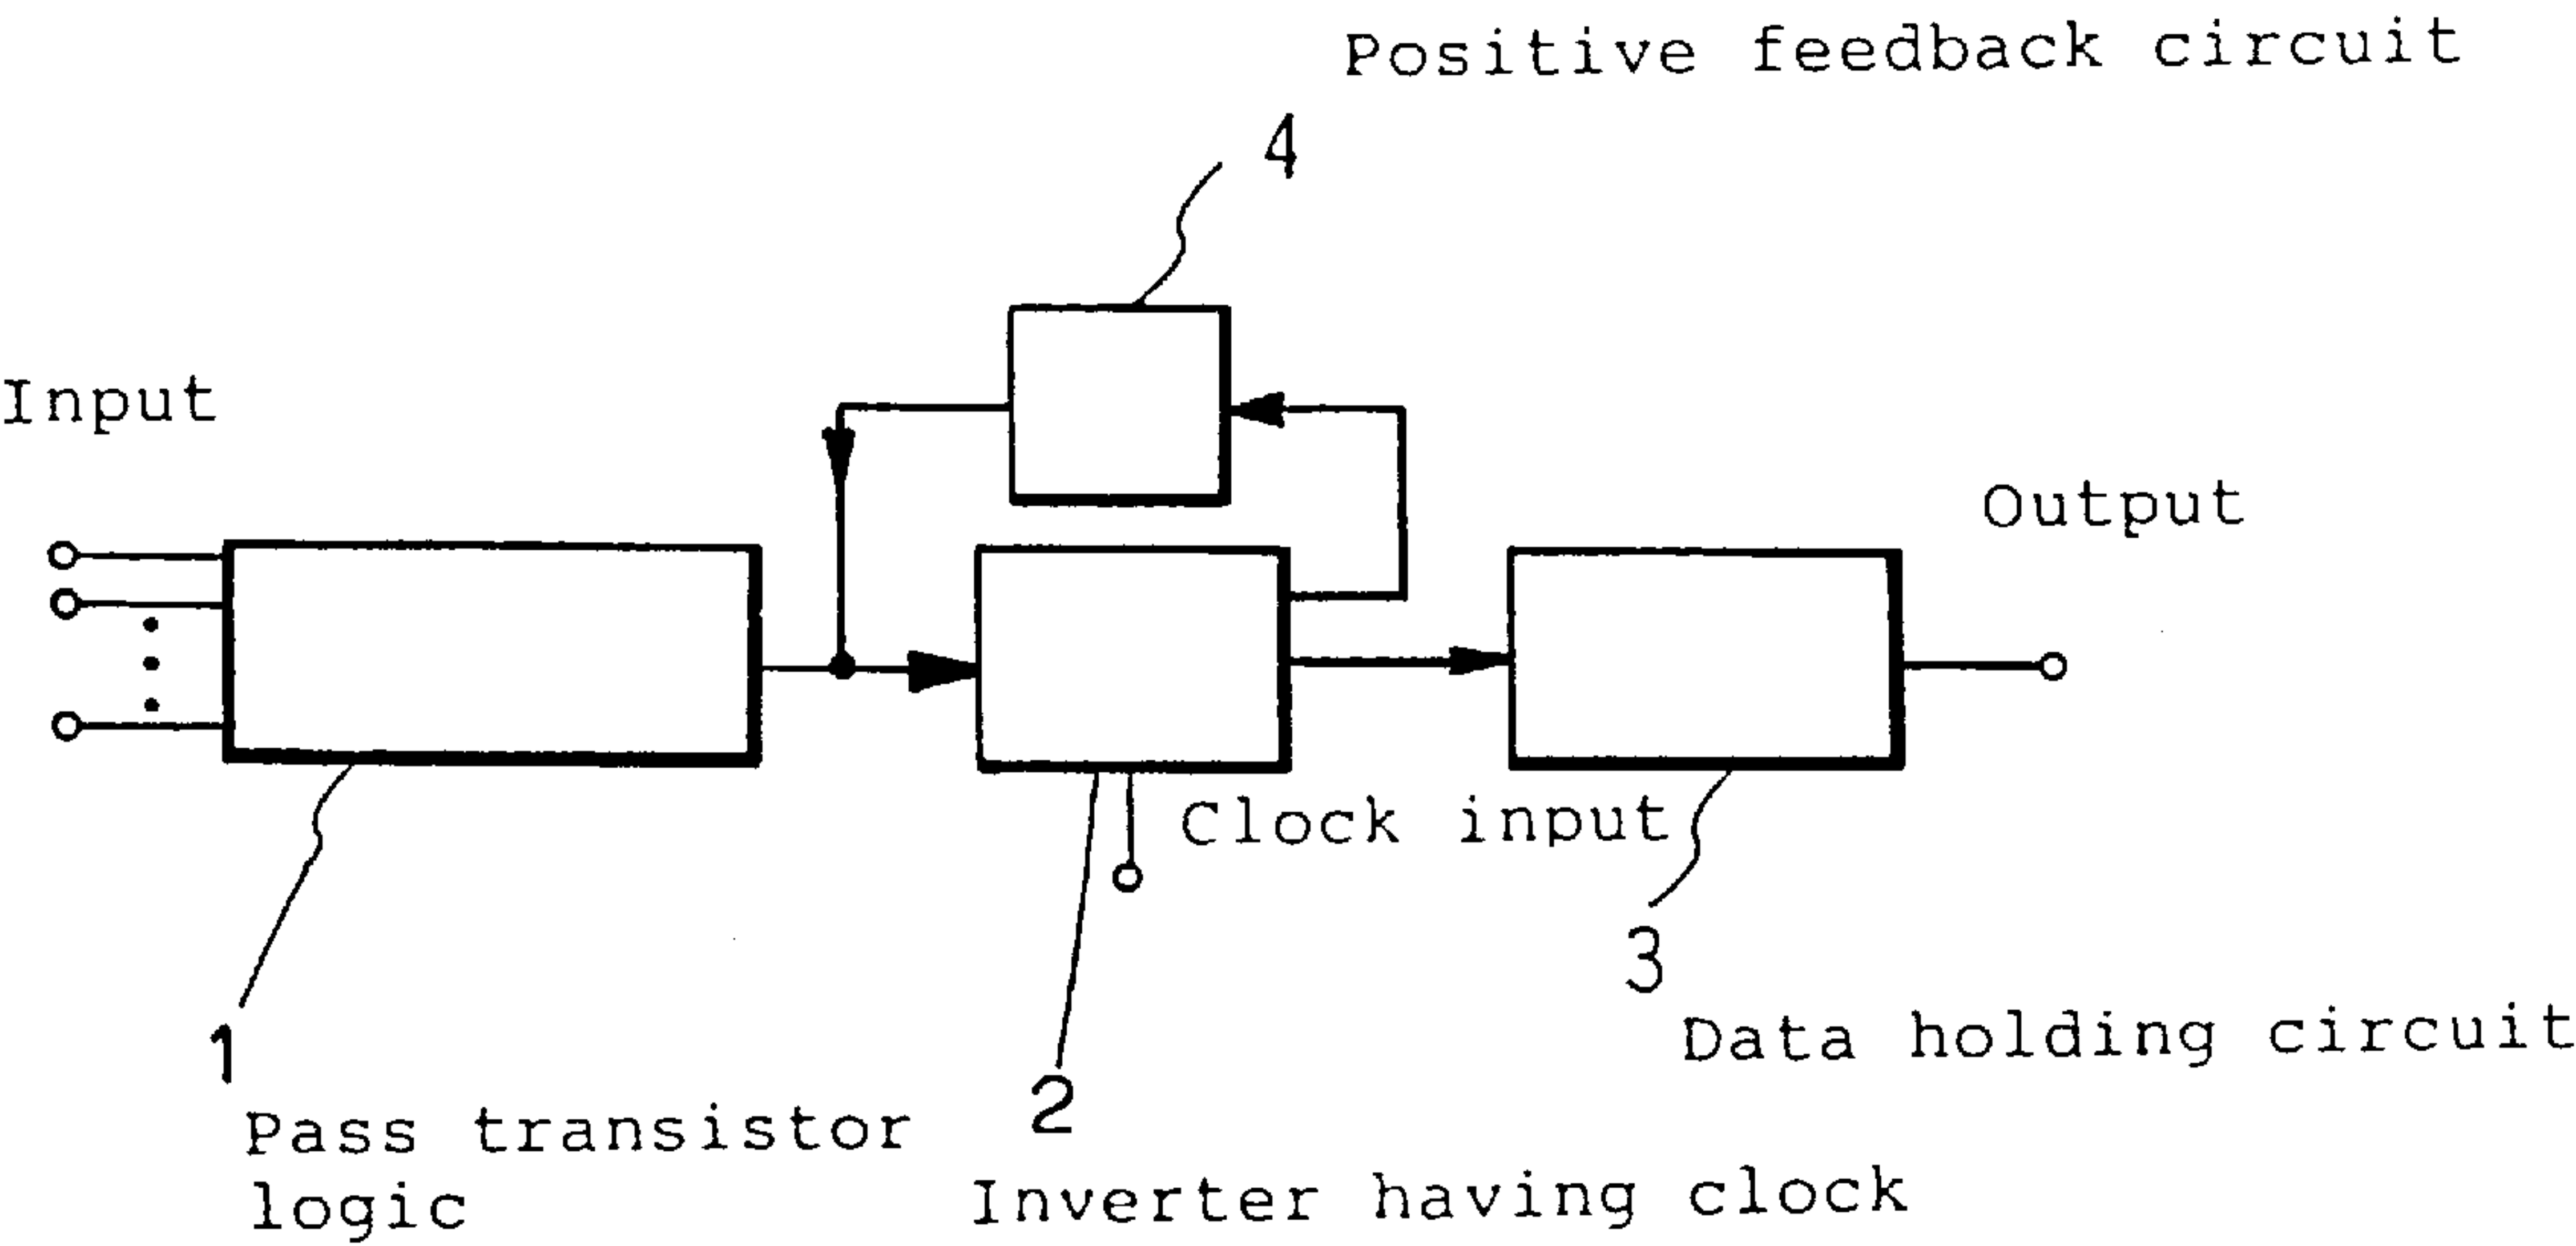 Positive feedback circuit
4
Input
Output
Clock input
3
Data holding circuit
1
Pass transistor
logic
2
Inverter having clock